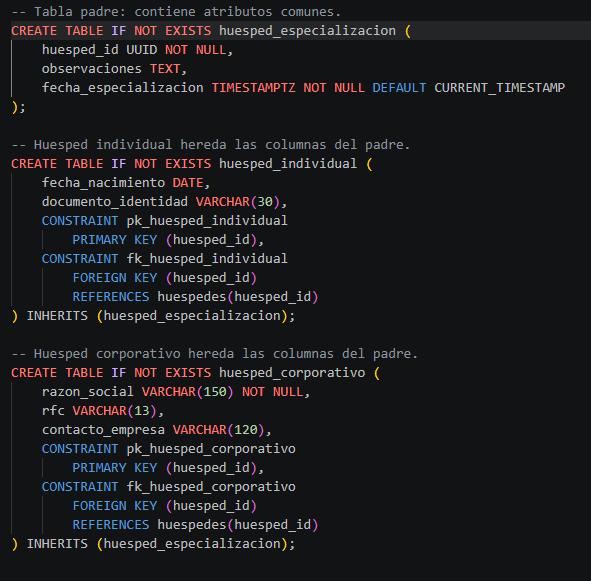 -- Tabla padre: contiene atributos comunes.
CREATE TABLE IF NOT EXISTS huesped_especializacion (
    huesped_id UUID NOT NULL,
    observaciones TEXT,
    fecha_especializacion TIMESTAMPTZ NOT NULL DEFAULT CURRENT_TIMESTAMP
);

-- Huesped individual hereda las columnas del padre.
CREATE TABLE IF NOT EXISTS huesped_individual (
    fecha_nacimiento DATE,
    documento_identidad VARCHAR(30),
    CONSTRAINT pk_huesped_individual
        PRIMARY KEY (huesped_id),
    CONSTRAINT fk_huesped_individual
        FOREIGN KEY (huesped_id)
        REFERENCES huespedes(huesped_id)
) INHERITS (huesped_especializacion);

-- Huesped corporativo hereda las columnas del padre.
CREATE TABLE IF NOT EXISTS huesped_corporativo (
    razon_social VARCHAR(150) NOT NULL,
    rfc VARCHAR(13),
    contacto_empresa VARCHAR(120),
    CONSTRAINT pk_huesped_corporativo
        PRIMARY KEY (huesped_id),
    CONSTRAINT fk_huesped_corporativo
        FOREIGN KEY (huesped_id)
        REFERENCES huespedes(huesped_id)
) INHERITS (huesped_especializacion);